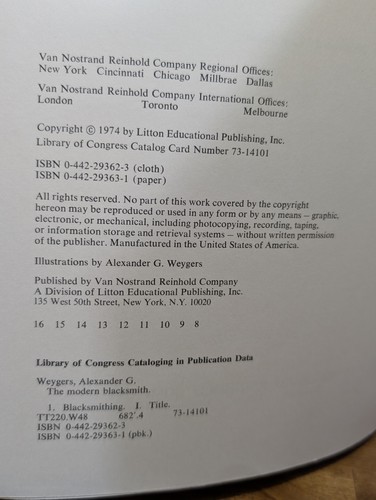 Van Nostrand Reinhold Company Regional Offices:
New York Cincinnati Chicago Millbrae Dallas
Van Nostrand Reinhold Company International Offices:
London Toronto Melbourne
Copyright © 1974 by Litton Educational Publishing, Inc.
Library of Congress Catalog Card Number 73-14101
ISBN 0-442-29362-3 (cloth)
ISBN 0-442-29363-1 (paper)
All rights reserved. No part of this work covered by the copyright
hereon may be reproduced or used in any form or by any means – graphic,
electronic, or mechanical, including photocopying, recording, taping,
or information storage and retrieval systems – without written permission
of the publisher. Manufactured in the United States of America.
Illustrations by Alexander G. Weygers
Published by Van Nostrand Reinhold Company
A Division of Litton Educational Publishing, Inc.
135 West 50th Street, New York, N.Y. 10020
16 15 14 13 12 11 10 9 8
Library of Congress Cataloging in Publication Data
Weygers, Alexander G.
The modern blacksmith.
1. Blacksmithing. I. Title.
TT220.W48 682'.4 73-14101
ISBN 0-442-29362-3
ISBN 0-442-29363-1 (pbk.)